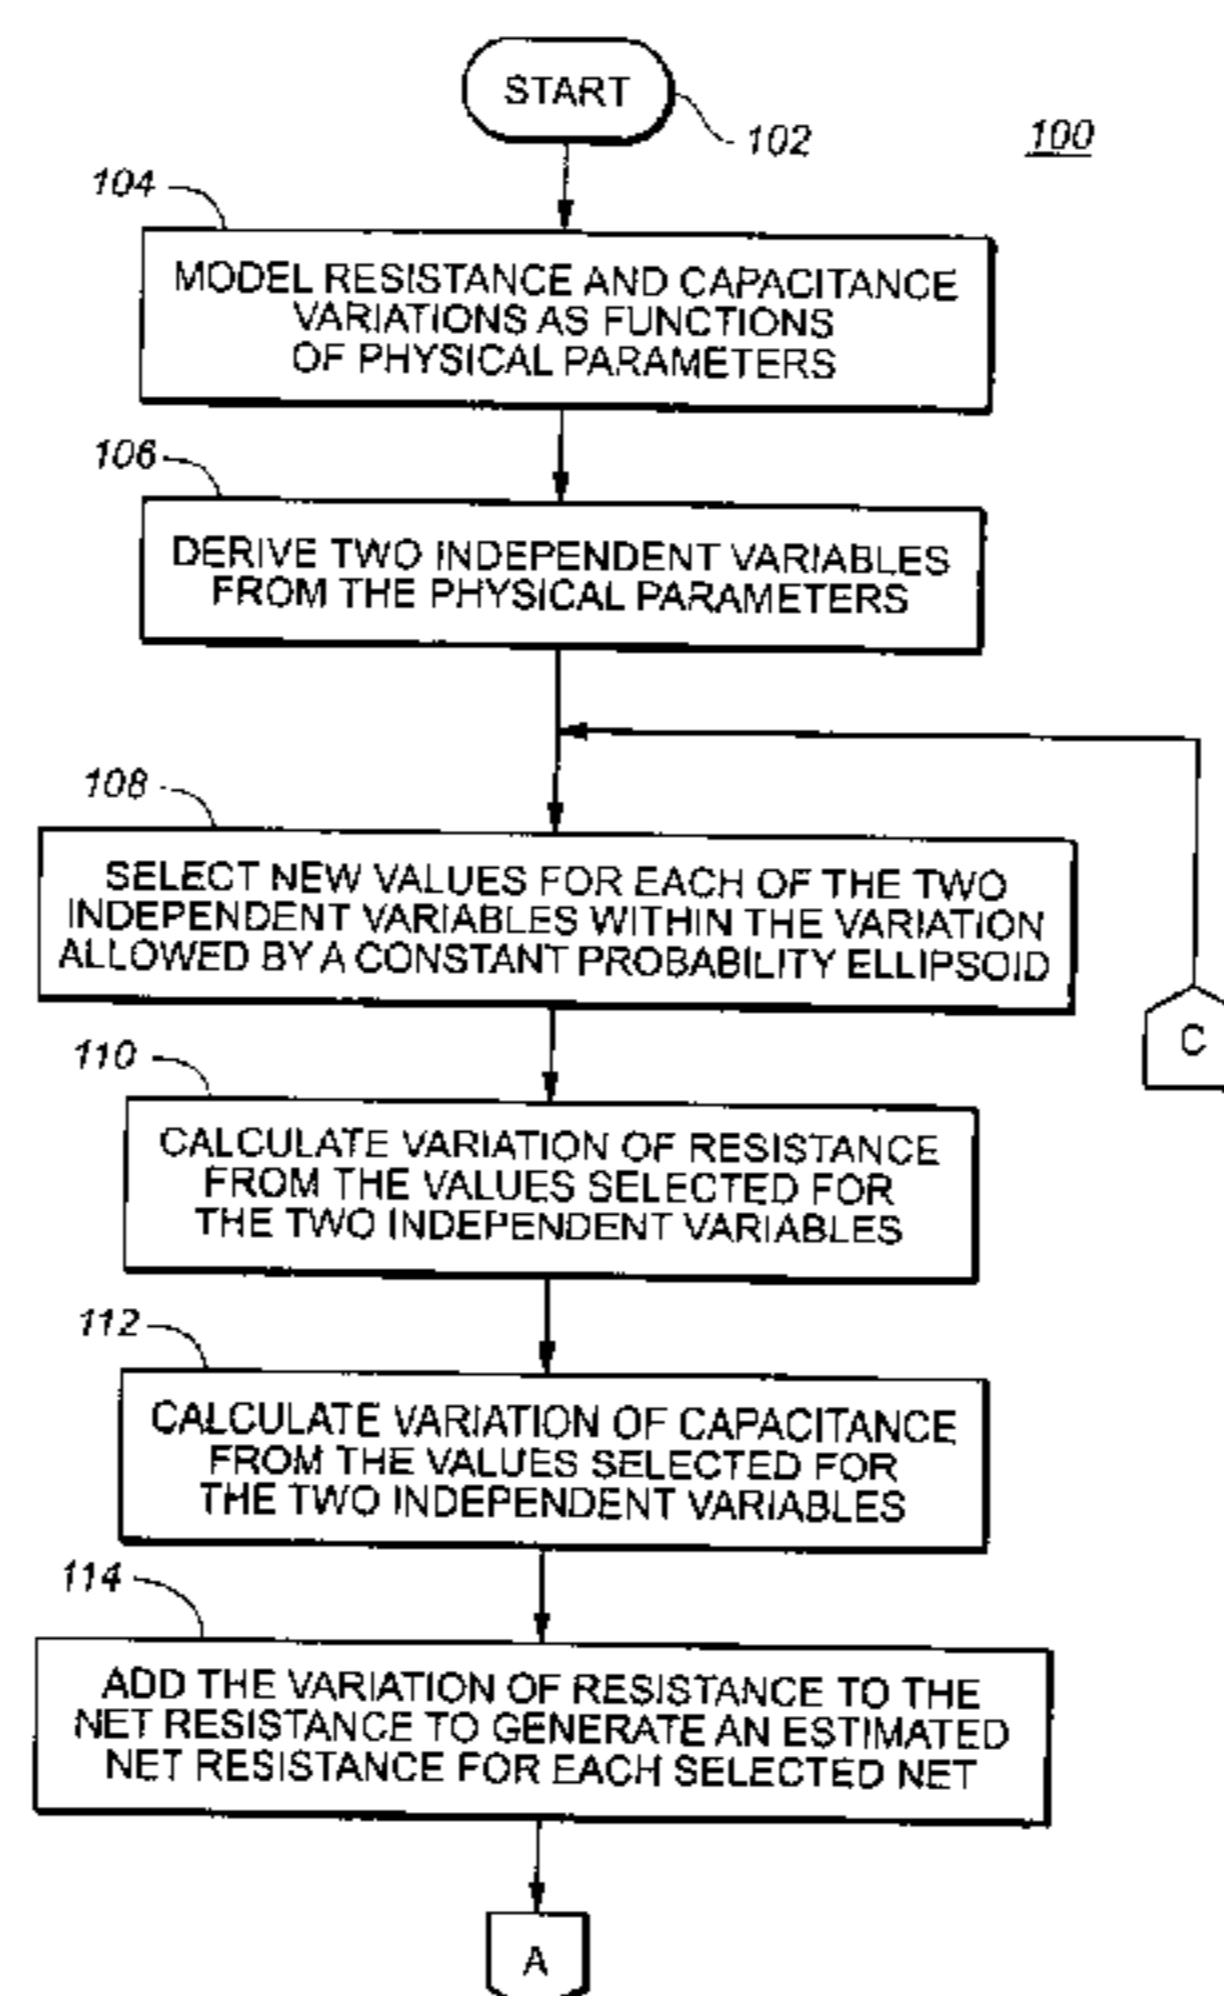 START
102
100
104
MODEL RESISTANCE AND CAPACITANCE
VARIATIONS AS FUNCTIONS
OF PHYSICAL PARAMETERS
106
DERIVE TWO INDEPENDENT VARIABLES
FROM THE PHYSICAL PARAMETERS
108
SELECT NEW VALUES FOR EACH OF THE TWO
INDEPENDENT VARIABLES WITHIN THE VARIATION
ALLOWED BY A CONSTANT PROBABILITY ELLIPSOID
C
110
CALCULATE VARIATION OF RESISTANCE
FROM THE VALUES SELECTED FOR
THE TWO INDEPENDENT VARIABLES
112
CALCULATE VARIATION OF CAPACITANCE
FROM THE VALUES SELECTED FOR
THE TWO INDEPENDENT VARIABLES
114
ADD THE VARIATION OF RESISTANCE TO THE
NET RESISTANCE TO GENERATE AN ESTIMATED
NET RESISTANCE FOR EACH SELECTED NET
A